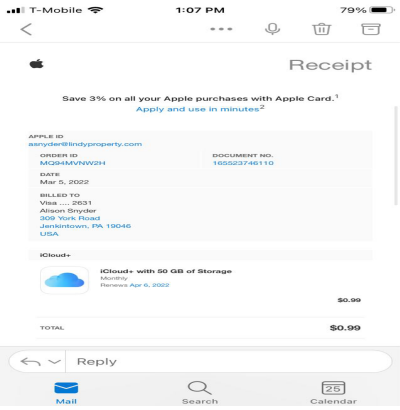 T-Mobile 1:07 PM 79%
Receipt
Save 3% on all your Apple purchases with Apple Card.1
Apply and use in minutes2
APPLE ID
asnyder@lindyproperty.com
ORDER ID
MQ94MVNW2H
DOCUMENT NO.
165523746110
DATE
Mar 5, 2022
BILLED TO
Visa .... 2631
Alison Snyder
309 York Road
Jenkintown, PA 19046
USA
iCloud+
iCloud+ with 50 GB of Storage
Monthly
Renews Apr 6, 2022
$0.99
TOTAL $0.99
Reply
25
Mail Search Calendar